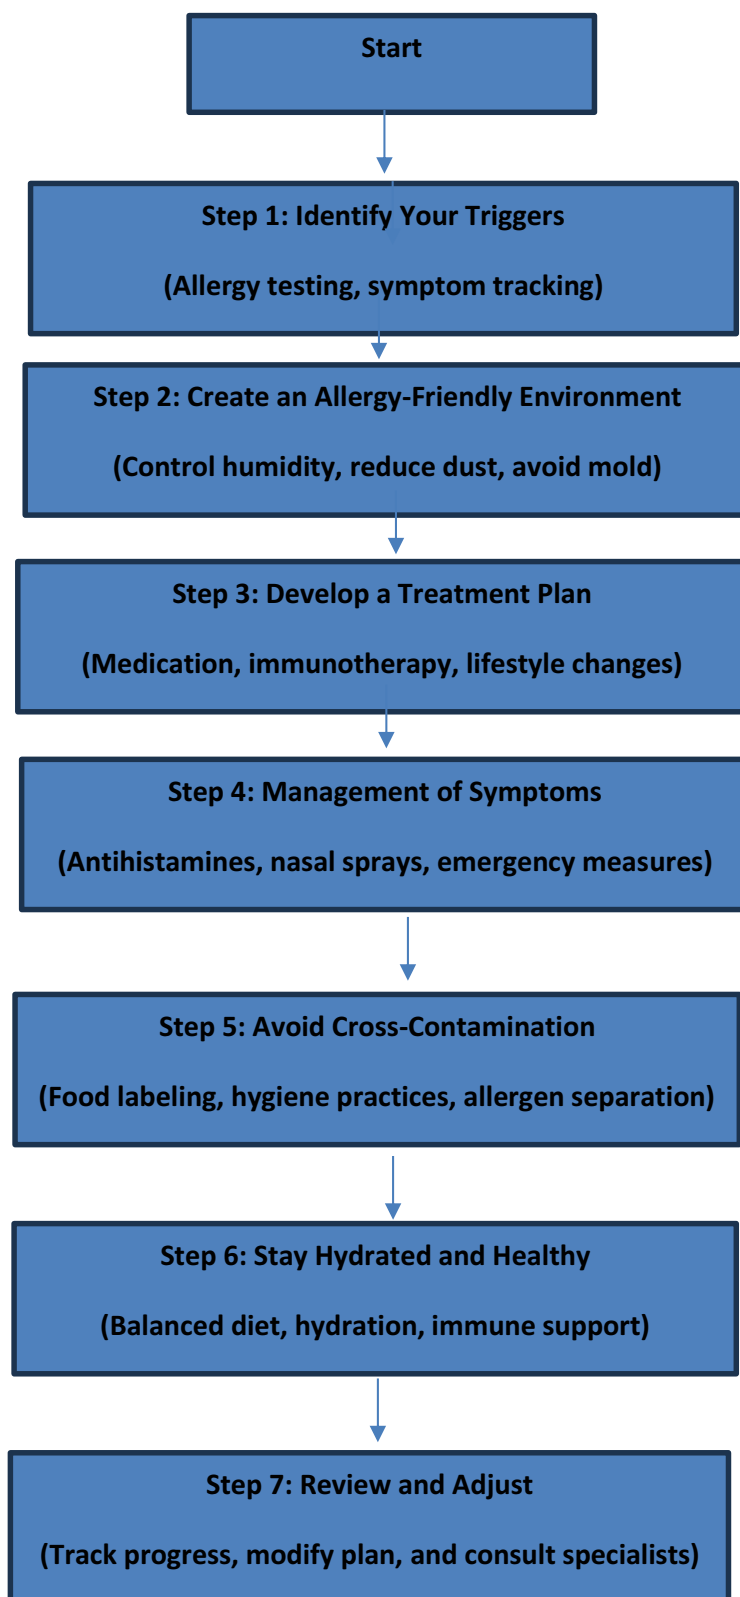 Start
Step 1: Identify Your Triggers
(Allergy testing, symptom tracking)
Step 2: Create an Allergy-Friendly Environment
(Control humidity, reduce dust, avoid mold)
Step 3: Develop a Treatment Plan
(Medication, immunotherapy, lifestyle changes)
Step 4: Management of Symptoms
(Antihistamines, nasal sprays, emergency measures)
Step 5: Avoid Cross-Contamination
(Food labeling, hygiene practices, allergen separation)
Step 6: Stay Hydrated and Healthy
(Balanced diet, hydration, immune support)
Step 7: Review and Adjust
(Track progress, modify plan, and consult specialists)